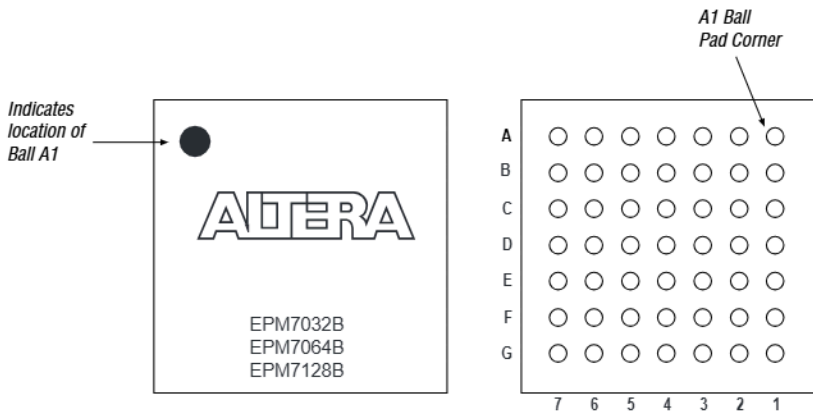 A1 Ball
Pad Corner
Indicates
location of
Ball A1
ALTERA
EPM7032B
EPM7064B
EPM7128B
A
B
C
D
E
F
G
7 6 5 4 3 2 1